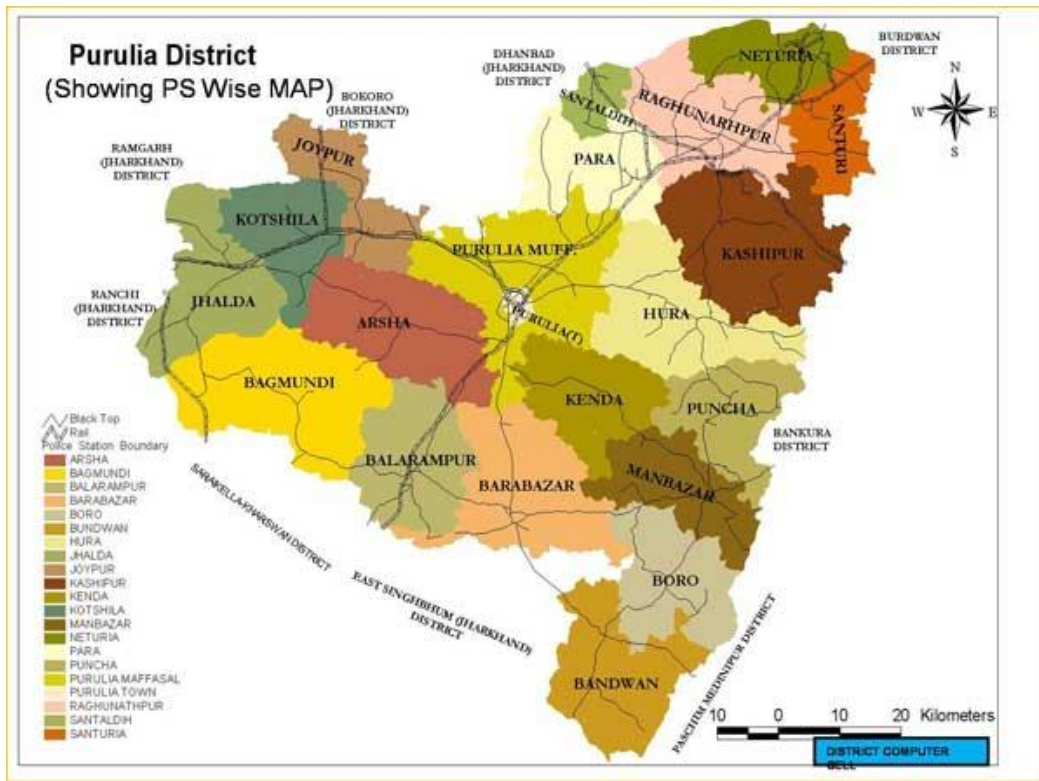 Purulia District
(Showing PS Wise MAP)
DHANBAD
(JHARKHAND)
DISTRICT
BURDWAN
DISTRICT
NETURIA
N
W
E
S
BOKORO
(JHARKHAND)
DISTRICT
SANTALDIH
RAGHUNARHPUR
SANTURI
RAMGARH
(JHARKHAND)
DISTRICT
JOYPUR
PARA
KOTSHILA
PURULIA MUFF.
KASHIPUR
RANCHI
(JHARKHAND)
DISTRICT
JHALDA
ARSHA
PURULIA(T)
HURA
BAGMUNDI
KENDA
PUNCHA
BANKURA
DISTRICT
BALARAMPUR
BARABAZAR
MANBAZAR
SARAIKELLA-KHARSWAN DISTRICT
EAST SINGHBHUM (JHARKHAND)
DISTRICT
BORO
BANDWAN
PASCHIM MEDINIPUR DISTRICT
Black Top
Rail
Police Station Boundary
ARSHA
BAGMUNDI
BALARAMPUR
BARABAZAR
BORO
BUNDWAN
HURA
JHALDA
JOYPUR
KASHIPUR
KENDA
KOTSHILA
MANBAZAR
NETURIA
PARA
PUNCHA
PURULIA MAFFASAL
PURULIA TOWN
RAGHUNATHPUR
SANTALDIH
SANTURIA
10 0 10 20 Kilometers
DISTRICT COMPUTER